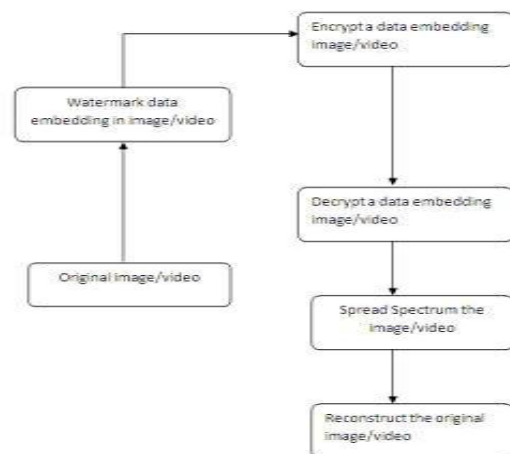 Encrypt a data embedding
image/video
Watermark data
embedding in image/video
Decrypt a data embedding
image/video
Original image/video
Spread Spectrum the
image/video
Reconstruct the original
image/video